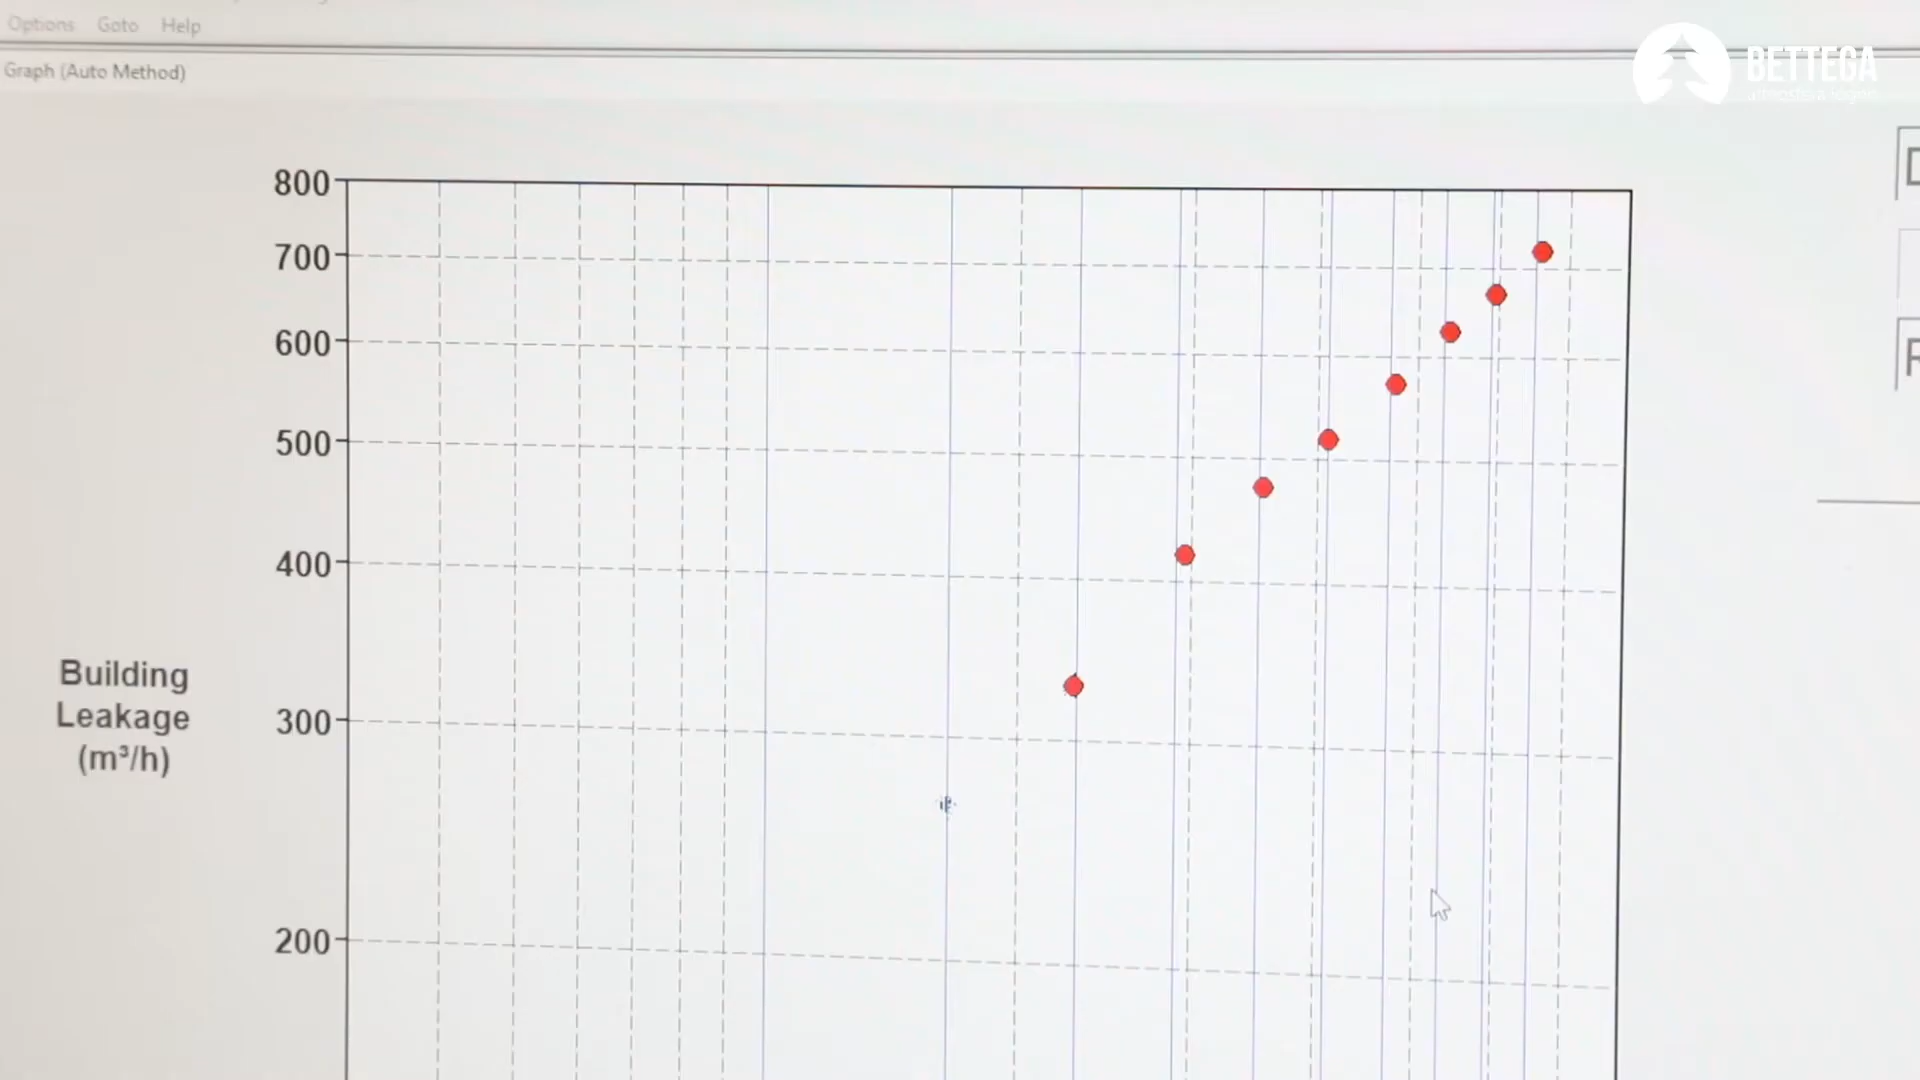 Options Goto Help
Graph (Auto Method)
BETTEGA
800
700
600
500
400
Building
Leakage
(m³/h)
300
200